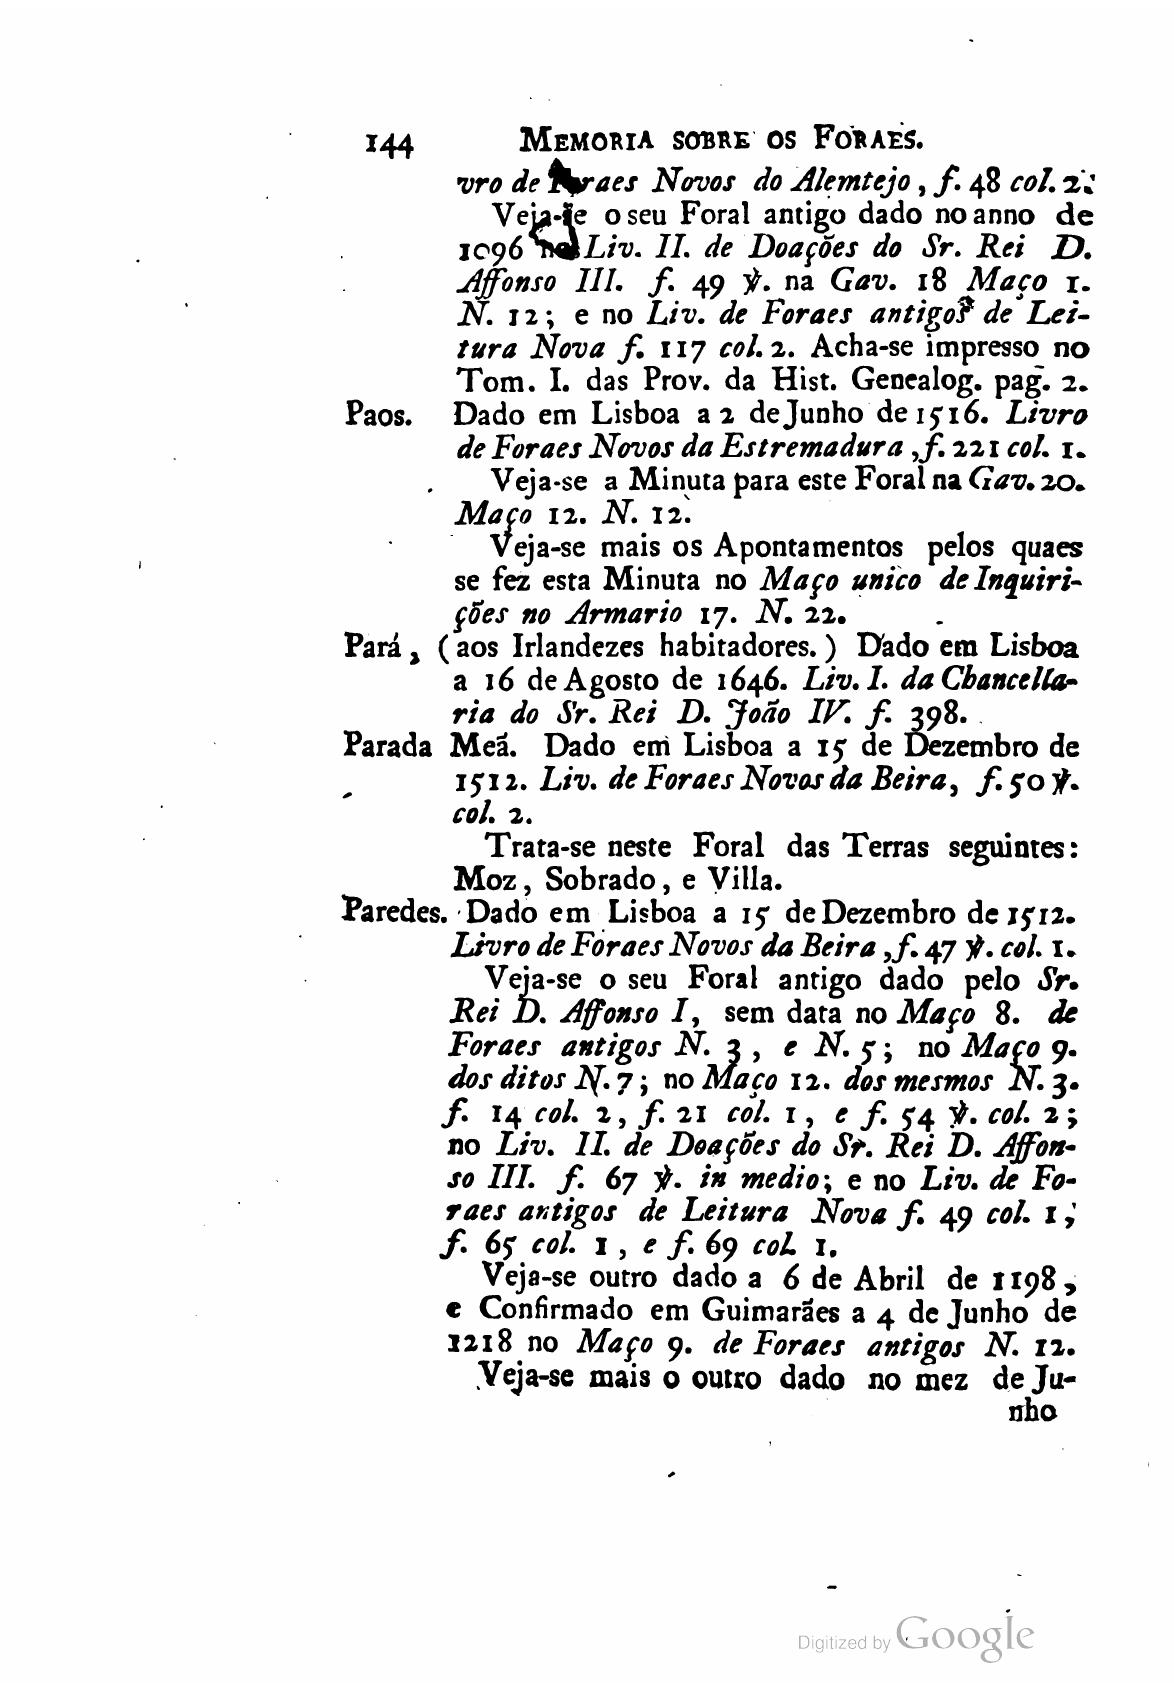 144 MEMORIA SOBRE OS FORAES.
vro de Foraes Novos do Alemtejo, f. 48 col. 2.
Veja-se o seu Foral antigo dado no anno de
1096 no Liv. II. de Doações do Sr. Rei D.
Affonso III. f. 49 ℣. na Gav. 18 Maço 1.
N. 12; e no Liv. de Foraes antigos de Lei-
tura Nova f. 117 col. 2. Acha-se impresso no
Tom. I. das Prov. da Hist. Genealog. pag. 2.
Paos. Dado em Lisboa a 2 de Junho de 1516. Livro
de Foraes Novos da Estremadura, f. 221 col. 1.
Veja-se a Minuta para este Foral na Gav. 20.
Maço 12. N. 12.
Veja-se mais os Apontamentos pelos quaes
se fez esta Minuta no Maço unico de Inquiri-
ções no Armario 17. N. 22.
Pará, (aos Irlandezes habitadores.) Dado em Lisboa
a 16 de Agosto de 1646. Liv. I. da Chancella-
ria do Sr. Rei D. João IV. f. 398.
Parada Meã. Dado em Lisboa a 15 de Dezembro de
1512. Liv. de Foraes Novos da Beira, f. 50 ℣.
col. 2.
Trata-se neste Foral das Terras seguintes:
Moz, Sobrado, e Villa.
Paredes. Dado em Lisboa a 15 de Dezembro de 1512.
Livro de Foraes Novos da Beira, f. 47 ℣. col. 1.
Veja-se o seu Foral antigo dado pelo Sr.
Rei D. Affonso I, sem data no Maço 8. de
Foraes antigos N. 3, e N. 5; no Maço 9.
dos ditos N. 7; no Maço 12. dos mesmos N. 3.
f. 14 col. 2, f. 21 col. 1, e f. 54 ℣. col. 2;
no Liv. II. de Doações do Sr. Rei D. Affon-
so III. f. 67 ℣. in medio; e no Liv. de Fo-
raes antigos de Leitura Nova f. 49 col. 1;
f. 65 col. 1, e f. 69 col. 1.
Veja-se outro dado a 6 de Abril de 1198,
e Confirmado em Guimarães a 4 de Junho de
1218 no Maço 9. de Foraes antigos N. 12.
Veja-se mais o outro dado no mez de Ju-
nho
Digitized by Google